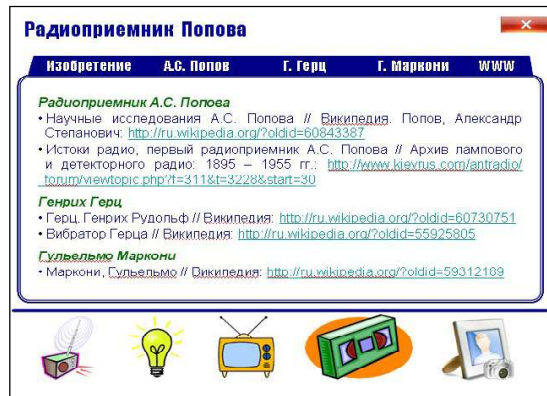 Радиоприемник Попова
Изобретение А.С. Попов Г. Герц Г. Маркони WWW
Радиоприемник А.С. Попова
• Научные исследования А.С. Попова // Википедия. Попов, Александр
Степанович: http://ru.wikipedia.org/?oldid=60843387
• Истоки радио, первый радиоприемник А.С. Попова // Архив лампового
и детекторного радио: 1895 – 1955 гг.: http://www.kievrus.com/antradio/
forum/viewtopic.php?f=311&t=3228&start=30
Генрих Герц
• Герц, Генрих Рудольф // Википедия: http://ru.wikipedia.org/?oldid=60730751
• Вибратор Герца // Википедия: http://ru.wikipedia.org/?oldid=55925805
Гульельмо Маркони
• Маркони, Гульельмо // Википедия: http://ru.wikipedia.org/?oldid=59312189